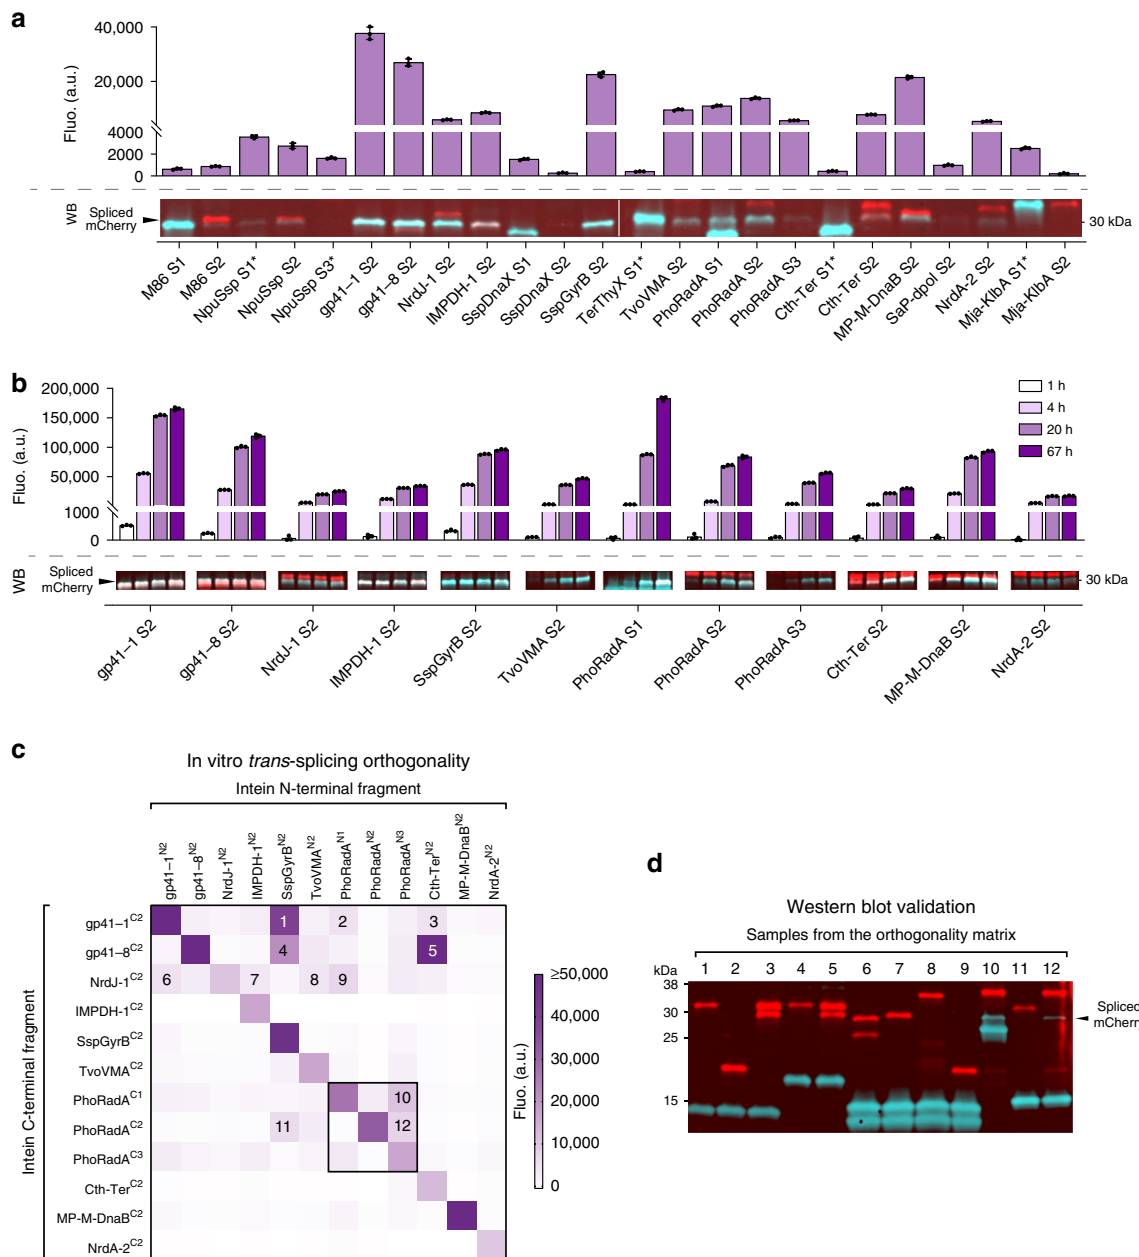 a
40,000
20,000
4000
2000
0
Fluo. (a.u.)
WB
Spliced
mCherry
30 kDa
M86 S1
M86 S2
NpuSsp S1*
NpuSsp S2
NpuSsp S3*
gp41–1 S2
gp41–8 S2
NrdJ-1 S2
IMPDH-1 S2
SspDnaX S1
SspDnaX S2
SspGyrB S2
TerThyX S1*
TvoVMA S2
PhoRadA S1
PhoRadA S2
PhoRadA S3
Cth-Ter S1*
Cth-Ter S2
MP-M-DnaB S2
SaP-dpol S2
NrdA-2 S2
Mja-KlbA S1*
Mja-KlbA S2
b
200,000
150,000
100,000
50,000
1000
0
Fluo. (a.u.)
1 h
4 h
20 h
67 h
WB
Spliced
mCherry
30 kDa
gp41–1 S2
gp41–8 S2
NrdJ-1 S2
IMPDH-1 S2
SspGyrB S2
TvoVMA S2
PhoRadA S1
PhoRadA S2
PhoRadA S3
Cth-Ter S2
MP-M-DnaB S2
NrdA-2 S2
c
In vitro trans-splicing orthogonality
Intein N-terminal fragment
gp41–1N2
gp41–8N2
NrdJ-1N2
IMPDH-1N2
SspGyrBN2
TvoVMAN2
PhoRadAN1
PhoRadAN2
PhoRadAN3
Cth-TerN2
MP-M-DnaBN2
NrdA-2N2
Intein C-terminal fragment
gp41–1C2 1 2 3
gp41–8C2 4 5
NrdJ-1C2 6 7 8 9
IMPDH-1C2
SspGyrBC2
TvoVMAC2
PhoRadAC1 10
PhoRadAC2 11 12
PhoRadAC3
Cth-TerC2
MP-M-DnaBC2
NrdA-2C2
≥50,000
40,000
30,000
20,000
10,000
0
Fluo. (a.u.)
d
Western blot validation
Samples from the orthogonality matrix
kDa 1 2 3 4 5 6 7 8 9 10 11 12
38
30
25
15
Spliced
mCherry